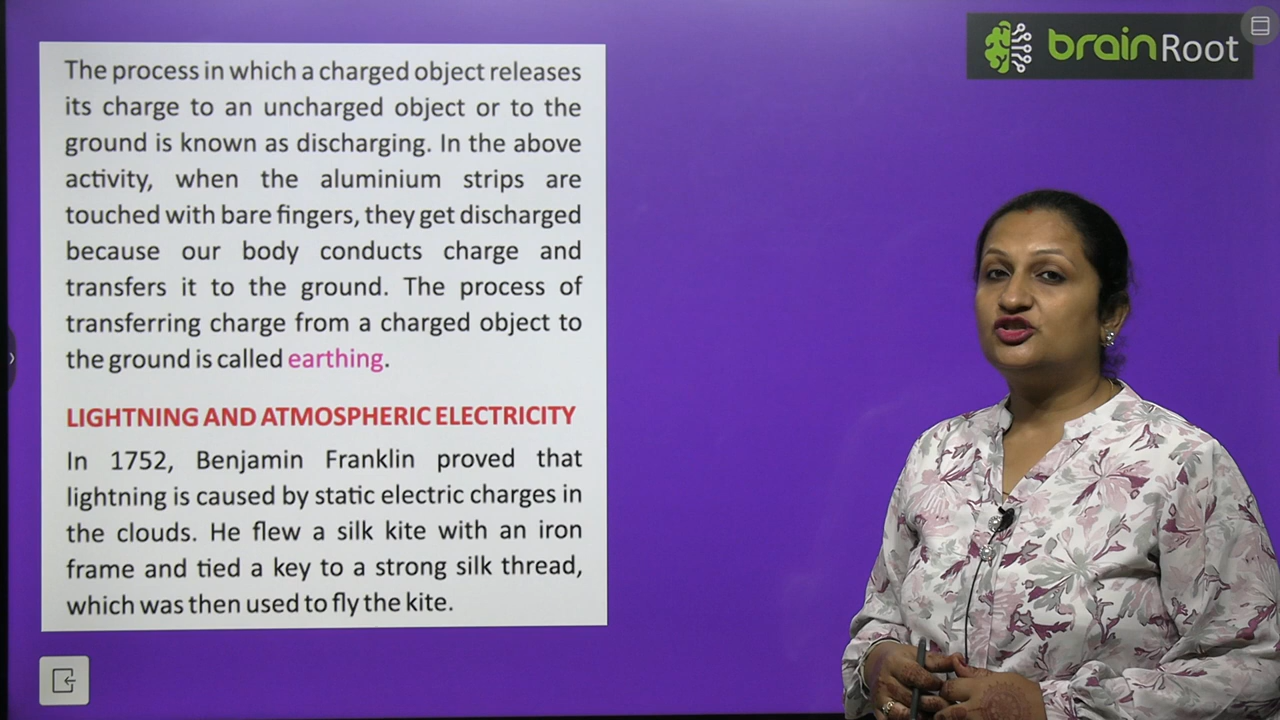 brainRoot
The process in which a charged object releases
its charge to an uncharged object or to the
ground is known as discharging. In the above
activity, when the aluminium strips are
touched with bare fingers, they get discharged
because our body conducts charge and
transfers it to the ground. The process of
transferring charge from a charged object to
the ground is called earthing.
LIGHTNING AND ATMOSPHERIC ELECTRICITY
In 1752, Benjamin Franklin proved that
lightning is caused by static electric charges in
the clouds. He flew a silk kite with an iron
frame and tied a key to a strong silk thread,
which was then used to fly the kite.